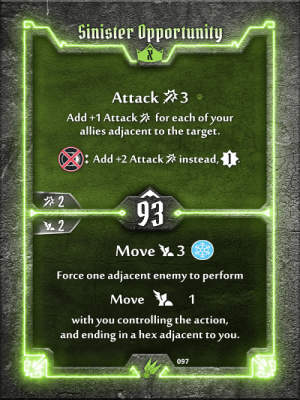 Sinister Opportunity
X
Attack 3
Add +1 Attack for each of your
allies adjacent to the target.
: Add +2 Attack instead, 1.
2
93
2
Move 3
Force one adjacent enemy to perform
Move 1
with you controlling the action,
and ending in a hex adjacent to you.
097